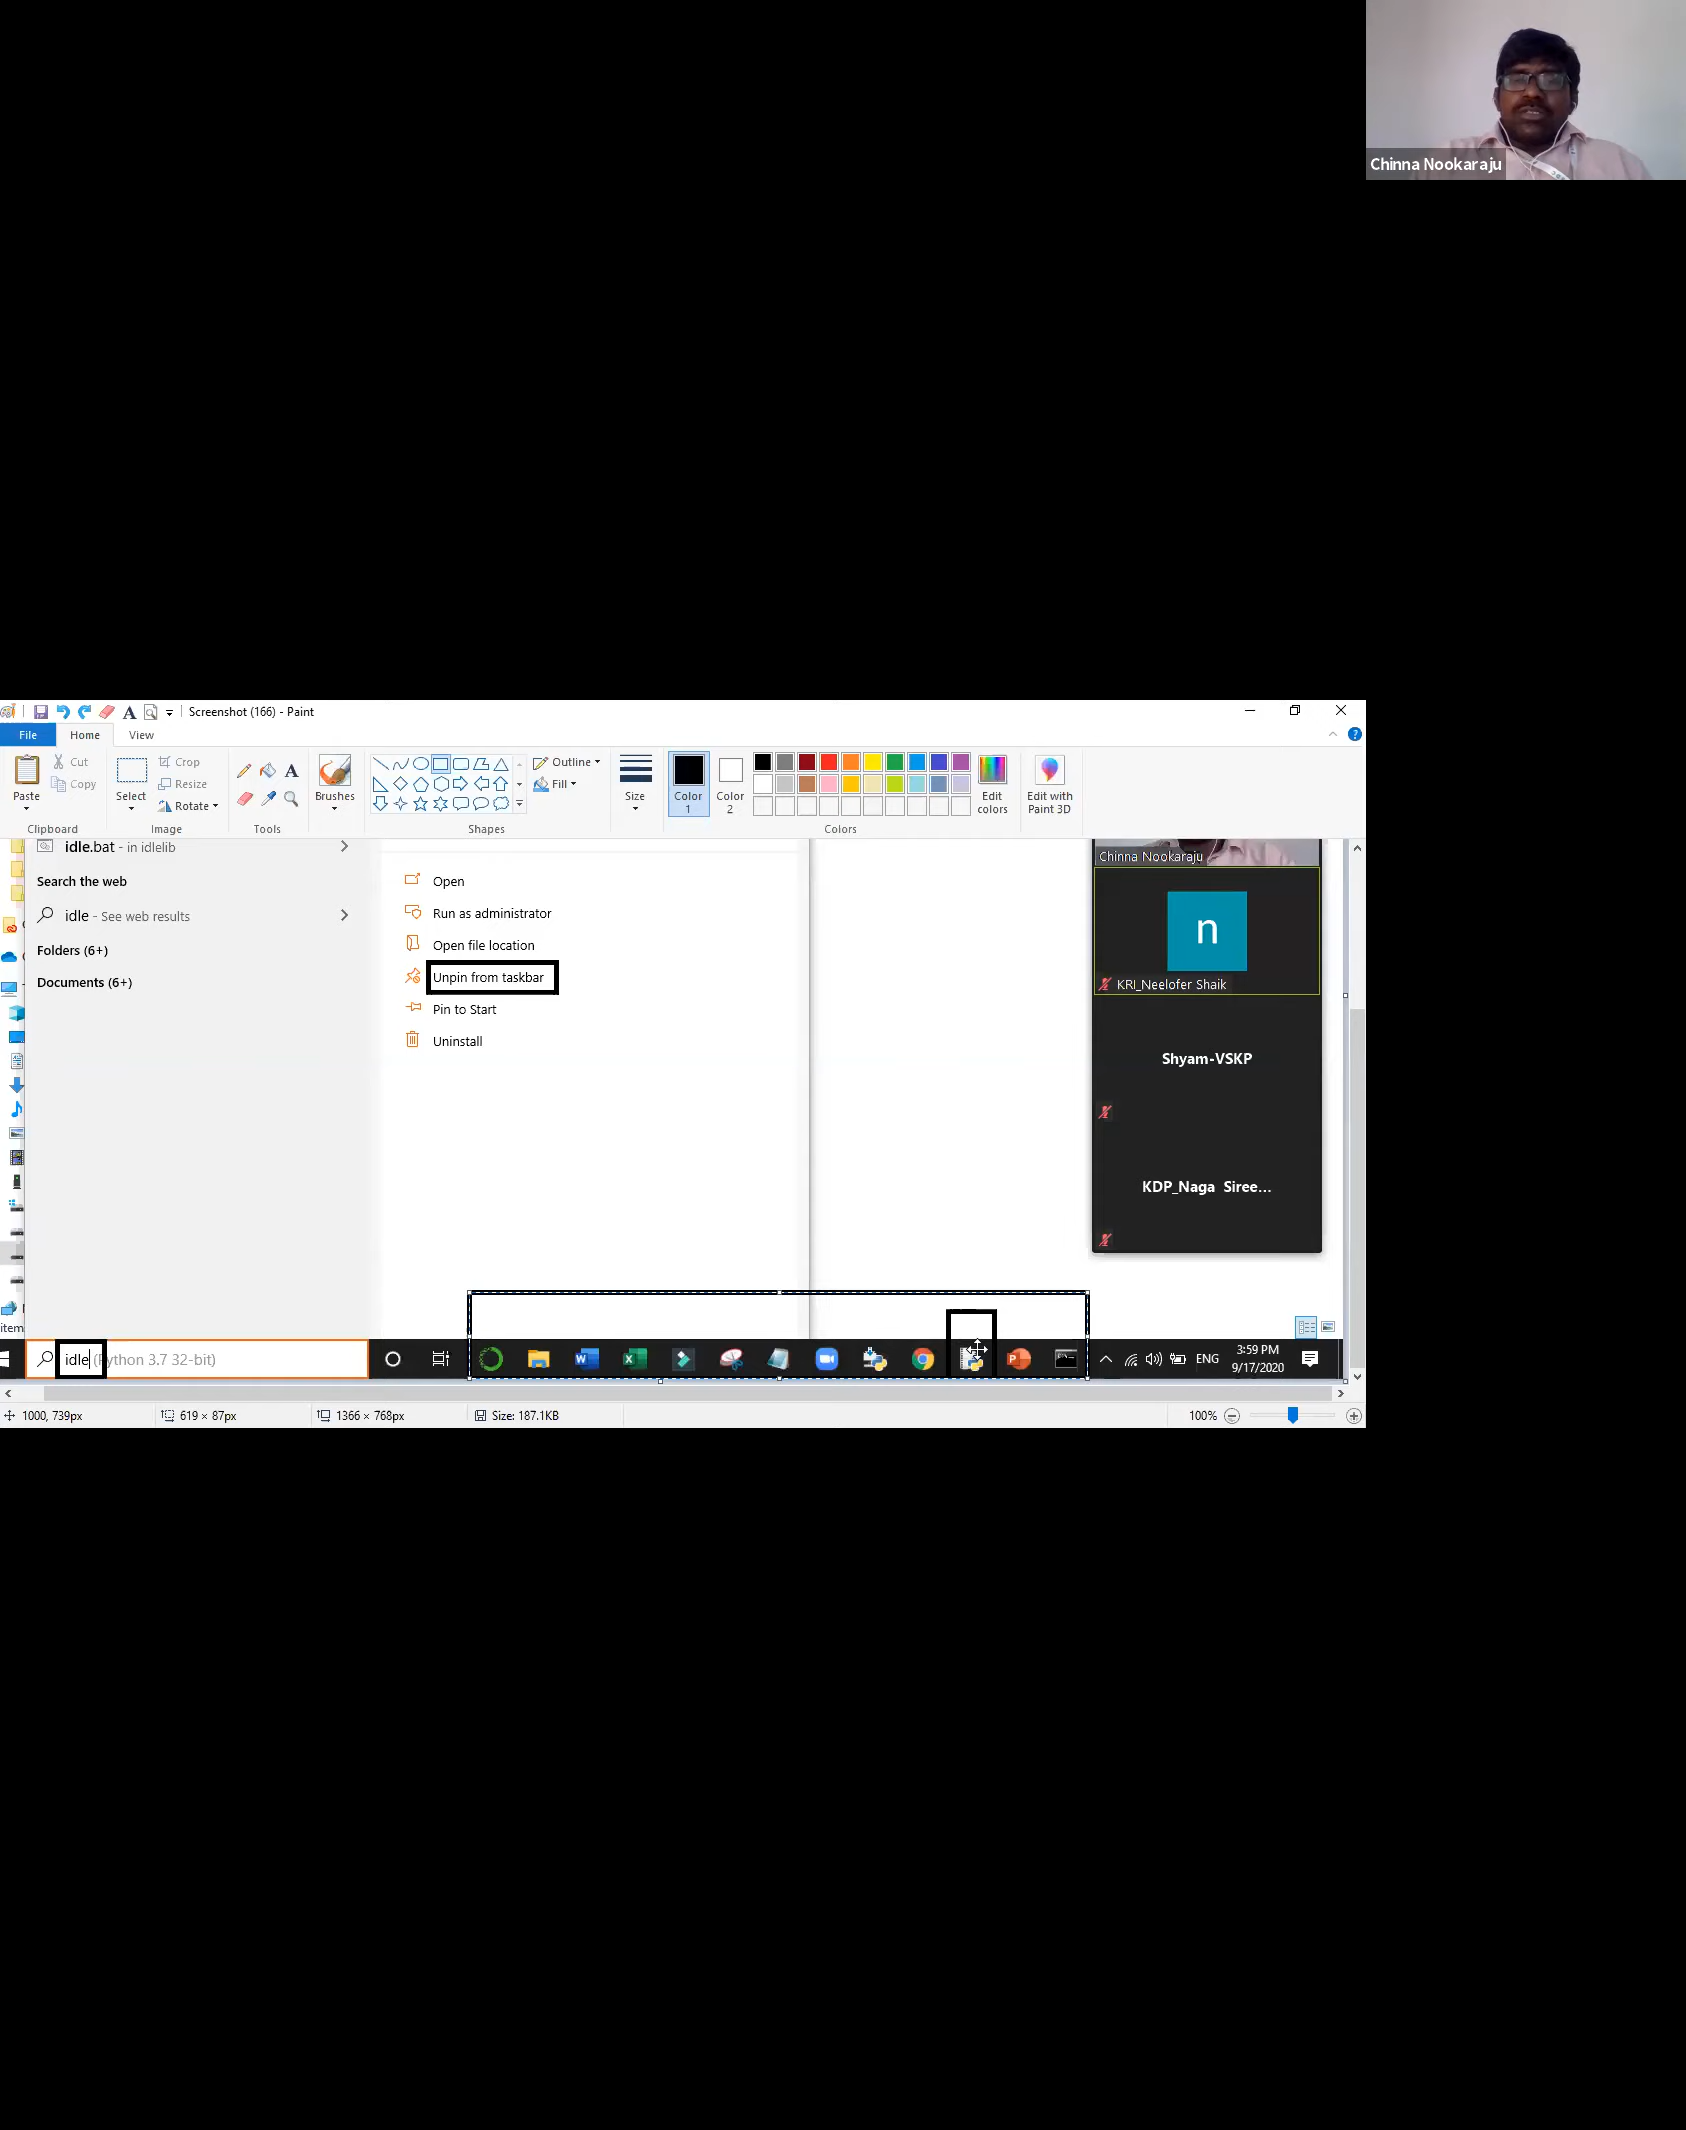 Chinna Nookaraju
Screenshot (166) - Paint
File Home View
Paste
Cut
Copy
Clipboard
Select
Crop
Resize
Rotate
Image
Tools
Brushes
Outline
Fill
Shapes
Size
Color
1
Color
2
Colors
Edit
colors
Edit with
Paint 3D
idle.bat - in idlelib
Search the web
idle - See web results
Folders (6+)
Documents (6+)
Open
Run as administrator
Open file location
Unpin from taskbar
Pin to Start
Uninstall
Chinna Nookaraju
n
KRI_Neelofer Shaik
Shyam-VSKP
KDP_Naga Siree...
item
idle (Python 3.7 32-bit)
ENG
3:59 PM
9/17/2020
1000, 739px
619 × 87px
1366 × 768px
Size: 187.1KB
100%